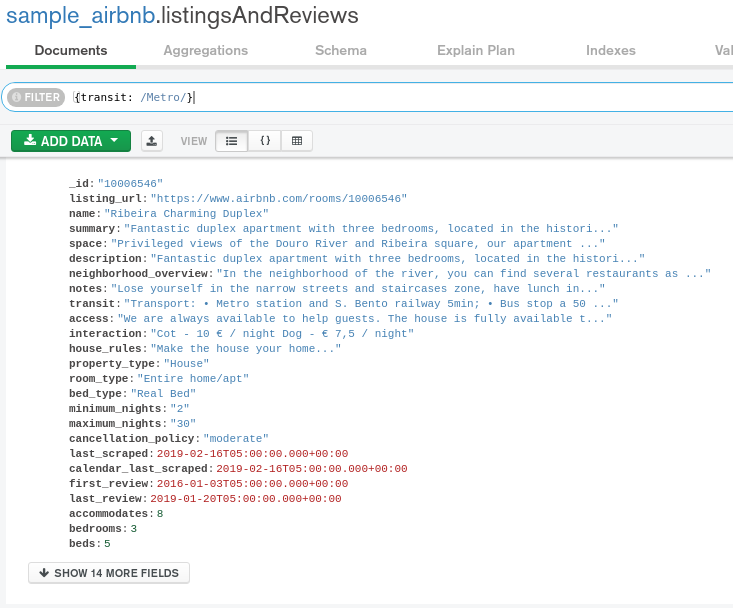 sample_airbnb.listingsAndReviews
Documents Aggregations Schema Explain Plan Indexes Val
FILTER {transit: /Metro/}
ADD DATA VIEW {}
_id: "10006546"
listing_url: "https://www.airbnb.com/rooms/10006546"
name: "Ribeira Charming Duplex"
summary: "Fantastic duplex apartment with three bedrooms, located in the histori..."
space: "Privileged views of the Douro River and Ribeira square, our apartment ..."
description: "Fantastic duplex apartment with three bedrooms, located in the histori..."
neighborhood_overview: "In the neighborhood of the river, you can find several restaurants as ..."
notes: "Lose yourself in the narrow streets and staircases zone, have lunch in..."
transit: "Transport: • Metro station and S. Bento railway 5min; • Bus stop a 50 ..."
access: "We are always available to help guests. The house is fully available t..."
interaction: "Cot - 10 € / night Dog - € 7,5 / night"
house_rules: "Make the house your home..."
property_type: "House"
room_type: "Entire home/apt"
bed_type: "Real Bed"
minimum_nights: "2"
maximum_nights: "30"
cancellation_policy: "moderate"
last_scraped: 2019-02-16T05:00:00.000+00:00
calendar_last_scraped: 2019-02-16T05:00:00.000+00:00
first_review: 2016-01-03T05:00:00.000+00:00
last_review: 2019-01-20T05:00:00.000+00:00
accommodates: 8
bedrooms: 3
beds: 5
SHOW 14 MORE FIELDS